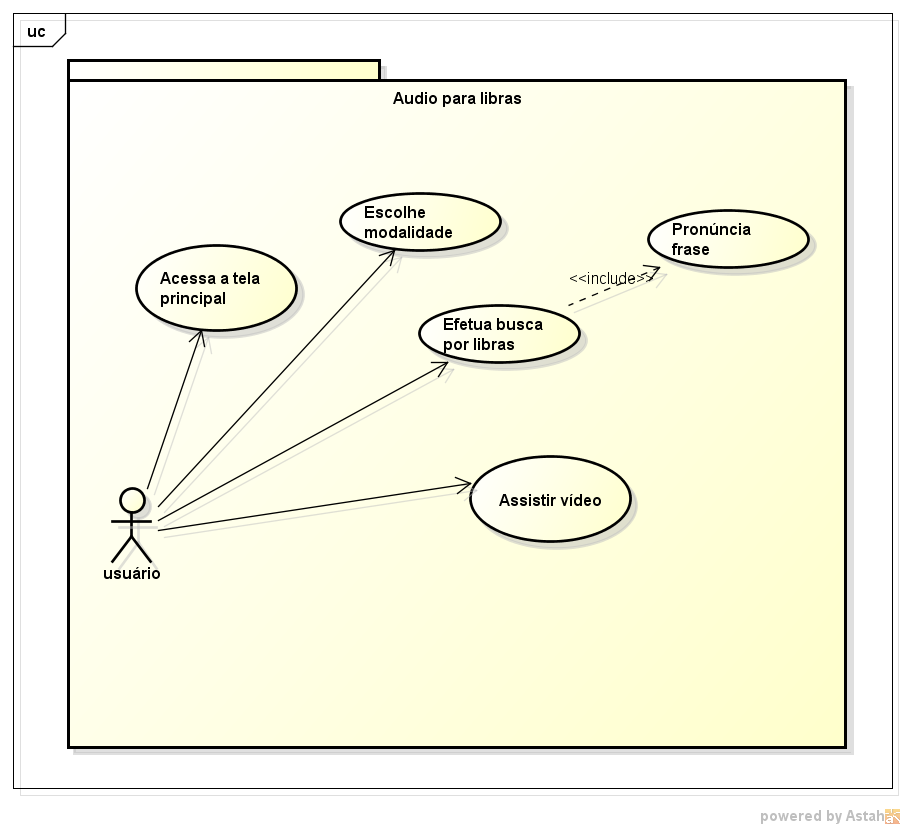 uc
Audio para libras
Escolhe
modalidade
Pronúncia
frase
Acessa a tela
principal
<<include>>
Efetua busca
por libras
Assistir vídeo
usuário
powered by Astah